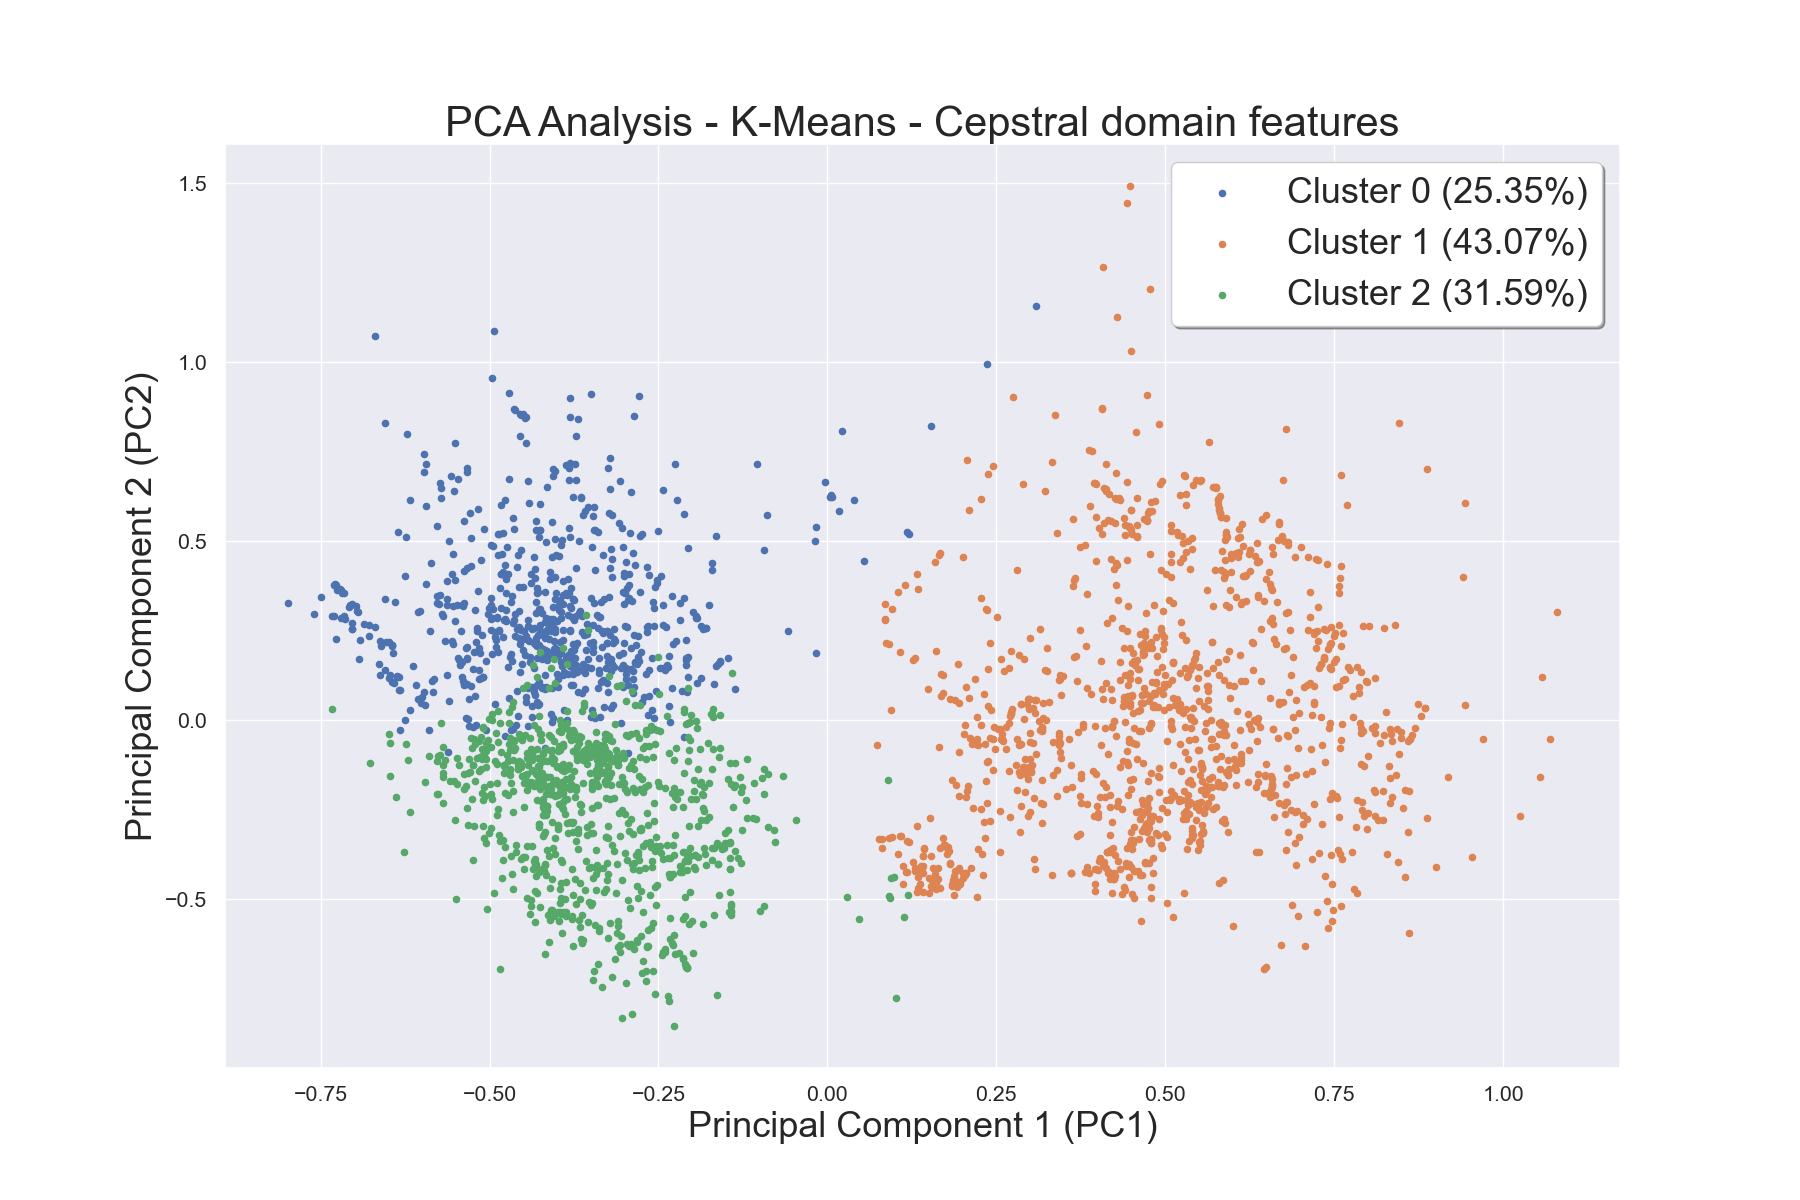 PCA Analysis - K-Means - Cepstral domain features
Cluster 0 (25.35%)
Cluster 1 (43.07%)
Cluster 2 (31.59%)
Principal Component 2 (PC2)
1.5
1.0
0.5
0.0
−0.5
−0.75
−0.50
−0.25
0.00
0.25
0.50
0.75
1.00
Principal Component 1 (PC1)